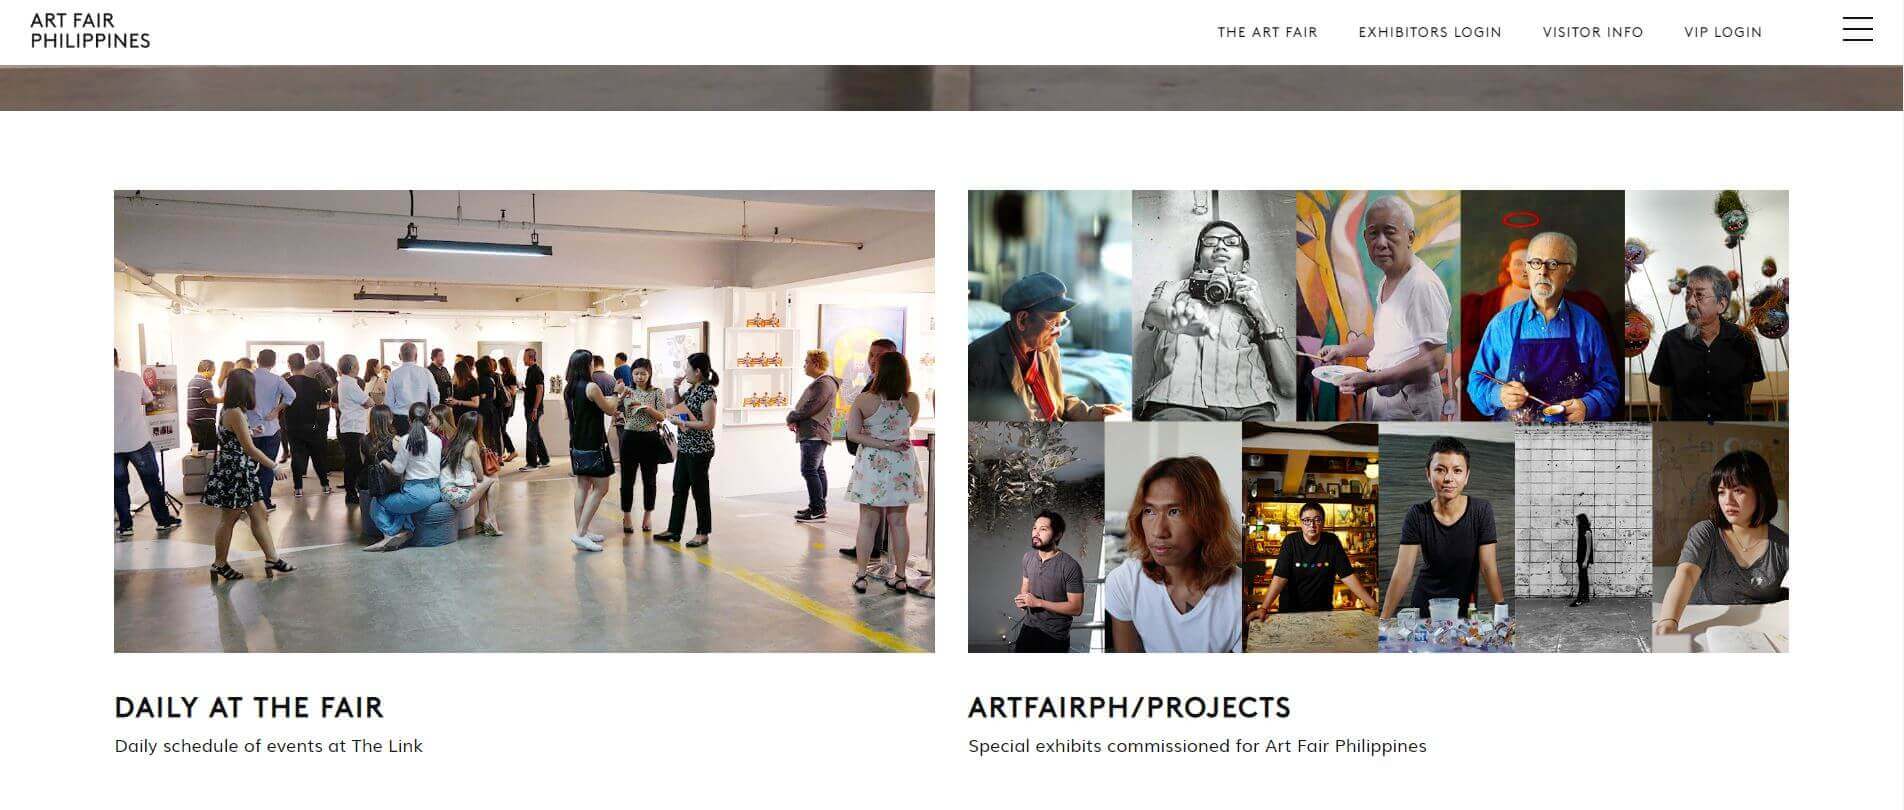 ART FAIR
PHILIPPINES
THE ART FAIR
EXHIBITORS LOGIN
VISITOR INFO
VIP LOGIN
DAILY AT THE FAIR
Daily schedule of events at The Link
ARTFAIRPH/PROJECTS
Special exhibits commissioned for Art Fair Philippines